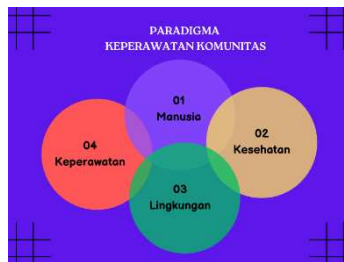 PARADIGMA
KEPERAWATAN KOMUNITAS
01
Manusia
02
Kesehatan
03
Lingkungan
04
Keperawatan